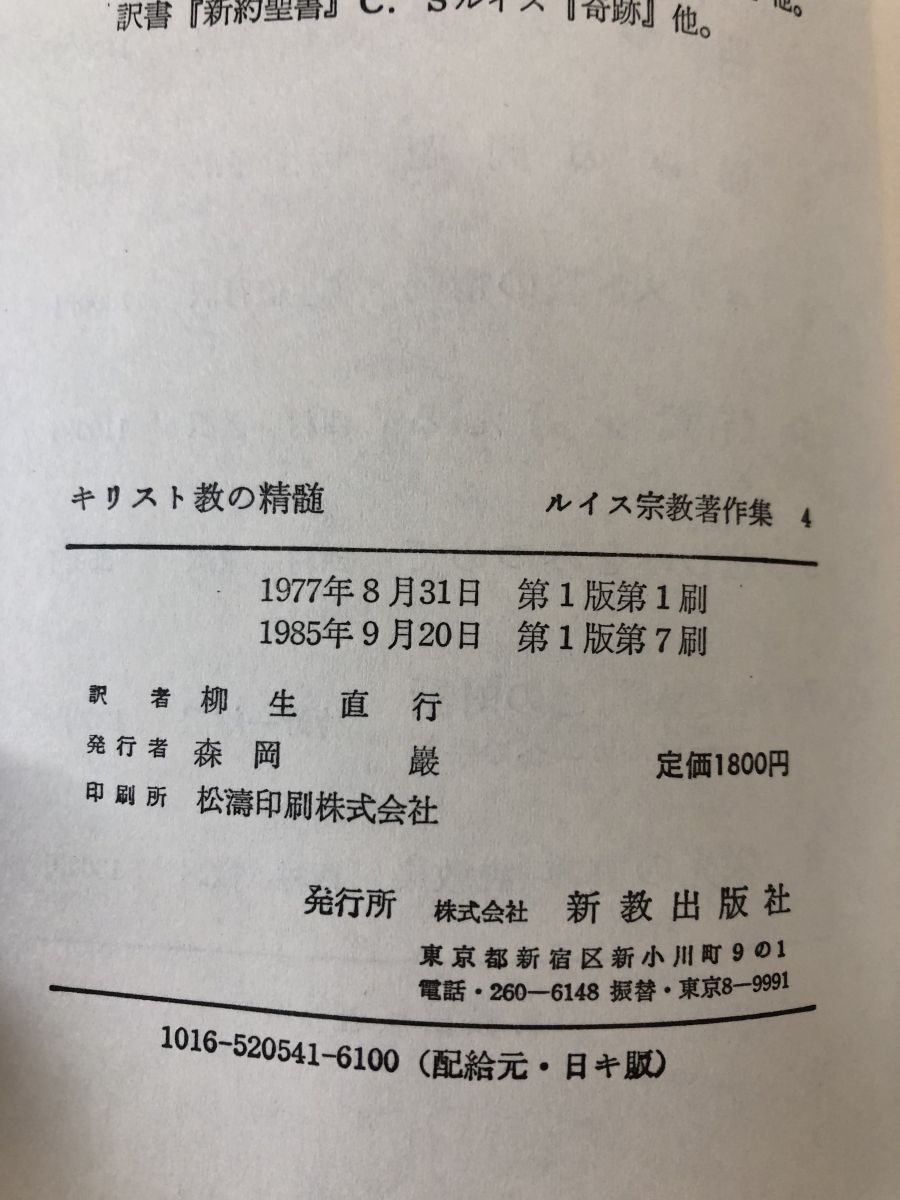 訳書『新約聖書』C. Sルイス『奇跡』他。
キリスト教の精髄 ルイス宗教著作集 4
1977年8月31日 第1版第1刷
1985年9月20日 第1版第7刷
訳者 柳生直行
発行者 森岡 巖 定価1800円
印刷所 松濤印刷株式会社
発行所 株式会社 新教出版社
東京都新宿区新小川町9の1
電話・260―6148 振替・東京8―9991
1016-520541-6100（配給元・日キ販）